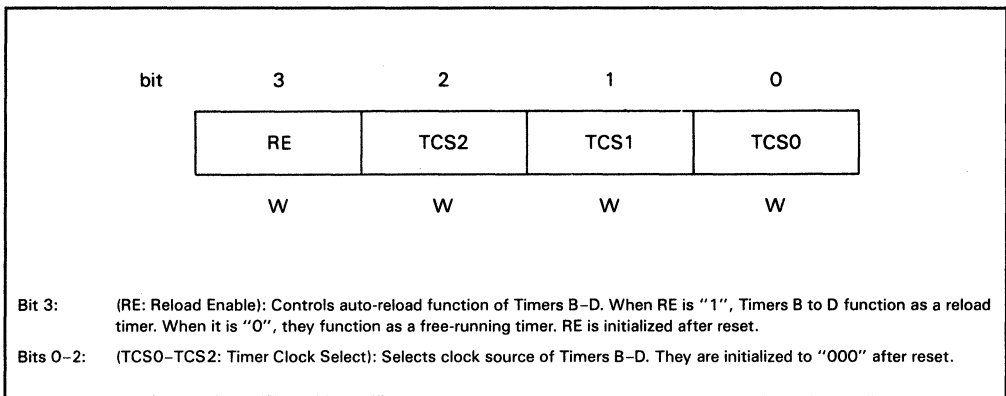 bit 3 2 1 0
RE TCS2 TCS1 TCS0
W W W W
Bit 3: (RE: Reload Enable): Controls auto-reload function of Timers B–D. When RE is "1", Timers B to D function as a reload
timer. When it is "0", they function as a free-running timer. RE is initialized after reset.
Bits 0–2: (TCS0–TCS2: Timer Clock Select): Selects clock source of Timers B–D. They are initialized to "000" after reset.